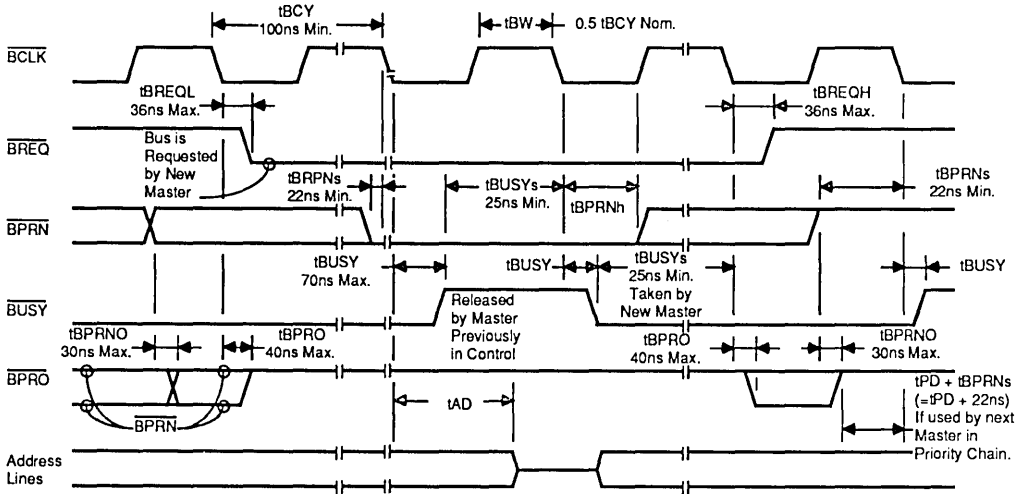 tBCY
100ns Min.
tBW
0.5 tBCY Nom.
BCLK
tBREQL
36ns Max.
tBREQH
36ns Max.
BREQ
Bus is
Requested
by New
Master
tBRPNs
22ns Min.
tBUSYs
25ns Min.
tBPRNh
tBPRNs
22ns Min.
BPRN
tBUSY
70ns Max.
tBUSY
tBUSYs
25ns Min.
Taken by
New Master
tBUSY
BUSY
Released
by Master
Previously
in Control
tBPRNO
30ns Max.
tBPRO
40ns Max.
tBPRO
40ns Max.
tBPRNO
30ns Max.
BPRO
BPRN
tAD
tPD + tBPRNs
(=tPD + 22ns)
If used by next
Master in
Priority Chain.
Address
Lines